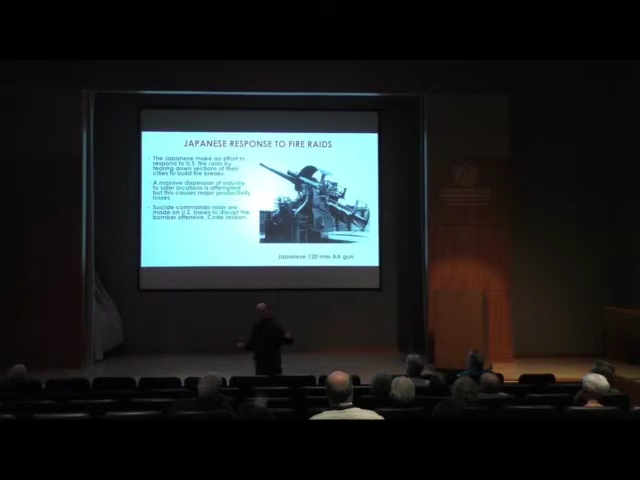 JAPANESE RESPONSE TO FIRE RAIDS
The Japanese make an effort to
respond to U.S. fire raids by
tearing down sections of their
cities to build fire breaks.
A massive dispersion of industry
to safer locations is attempted
but this causes major productivity
losses.
Suicide commando raids are
made on U.S. bases to disrupt the
bomber offensive. Code broken.
Japanese 120 mm AA gun